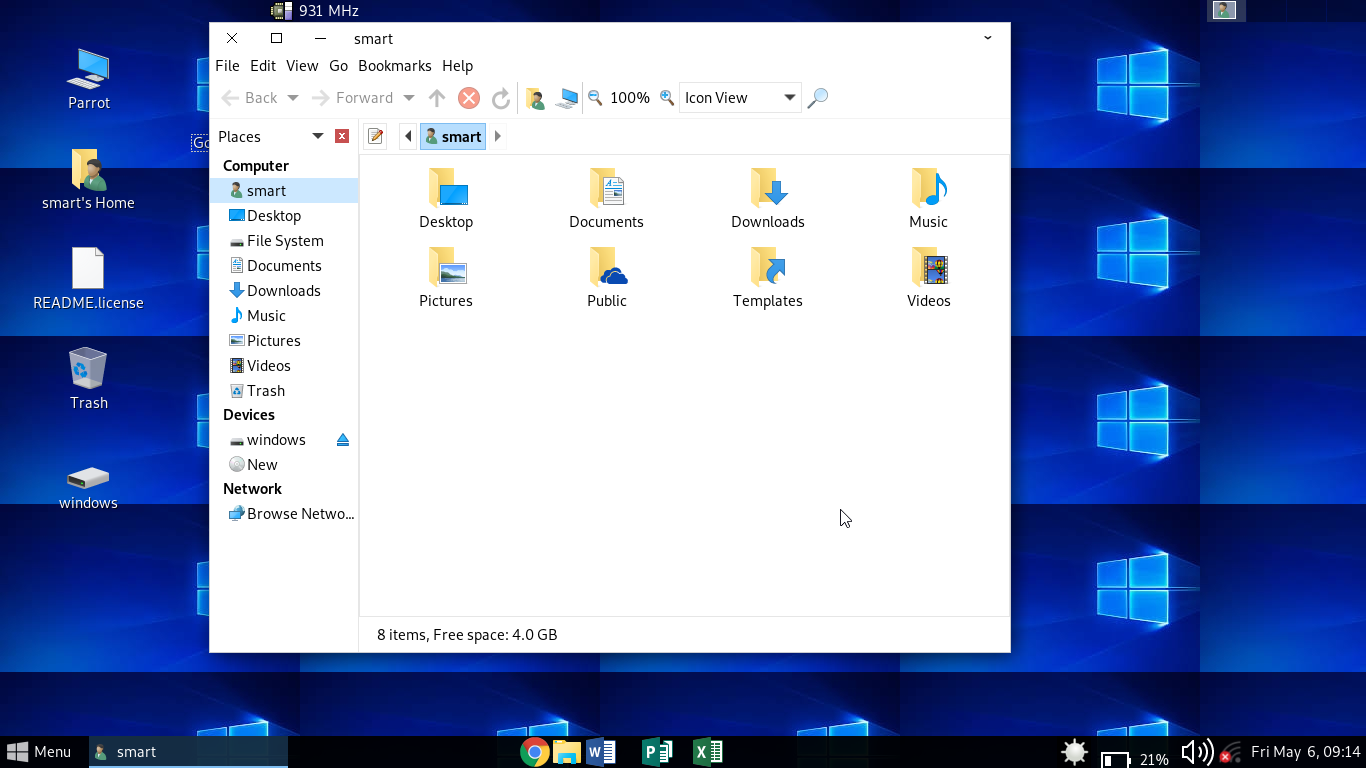 931 MHz
smart
File Edit View Go Bookmarks Help
Back Forward 100% Icon View
Places
smart
Computer
smart
Desktop
File System
Documents
Downloads
Music
Pictures
Videos
Trash
Devices
windows
New
Network
Browse Netwo...
Desktop Documents Downloads Music
Pictures Public Templates Videos
8 items, Free space: 4.0 GB
Parrot
smart's Home
README.license
Trash
windows
Menu smart 21% Fri May 6, 09:14